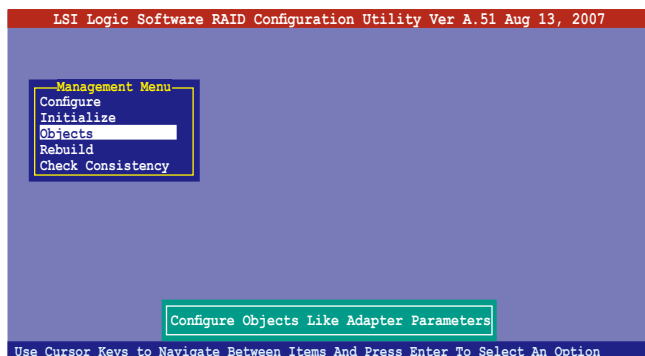 LSI Logic Software RAID Configuration Utility Ver A.51 Aug 13, 2007
Management Menu
Configure
Initialize
Objects
Rebuild
Check Consistency
Configure Objects Like Adapter Parameters
Use Cursor Keys to Navigate Between Items And Press Enter To Select An Option